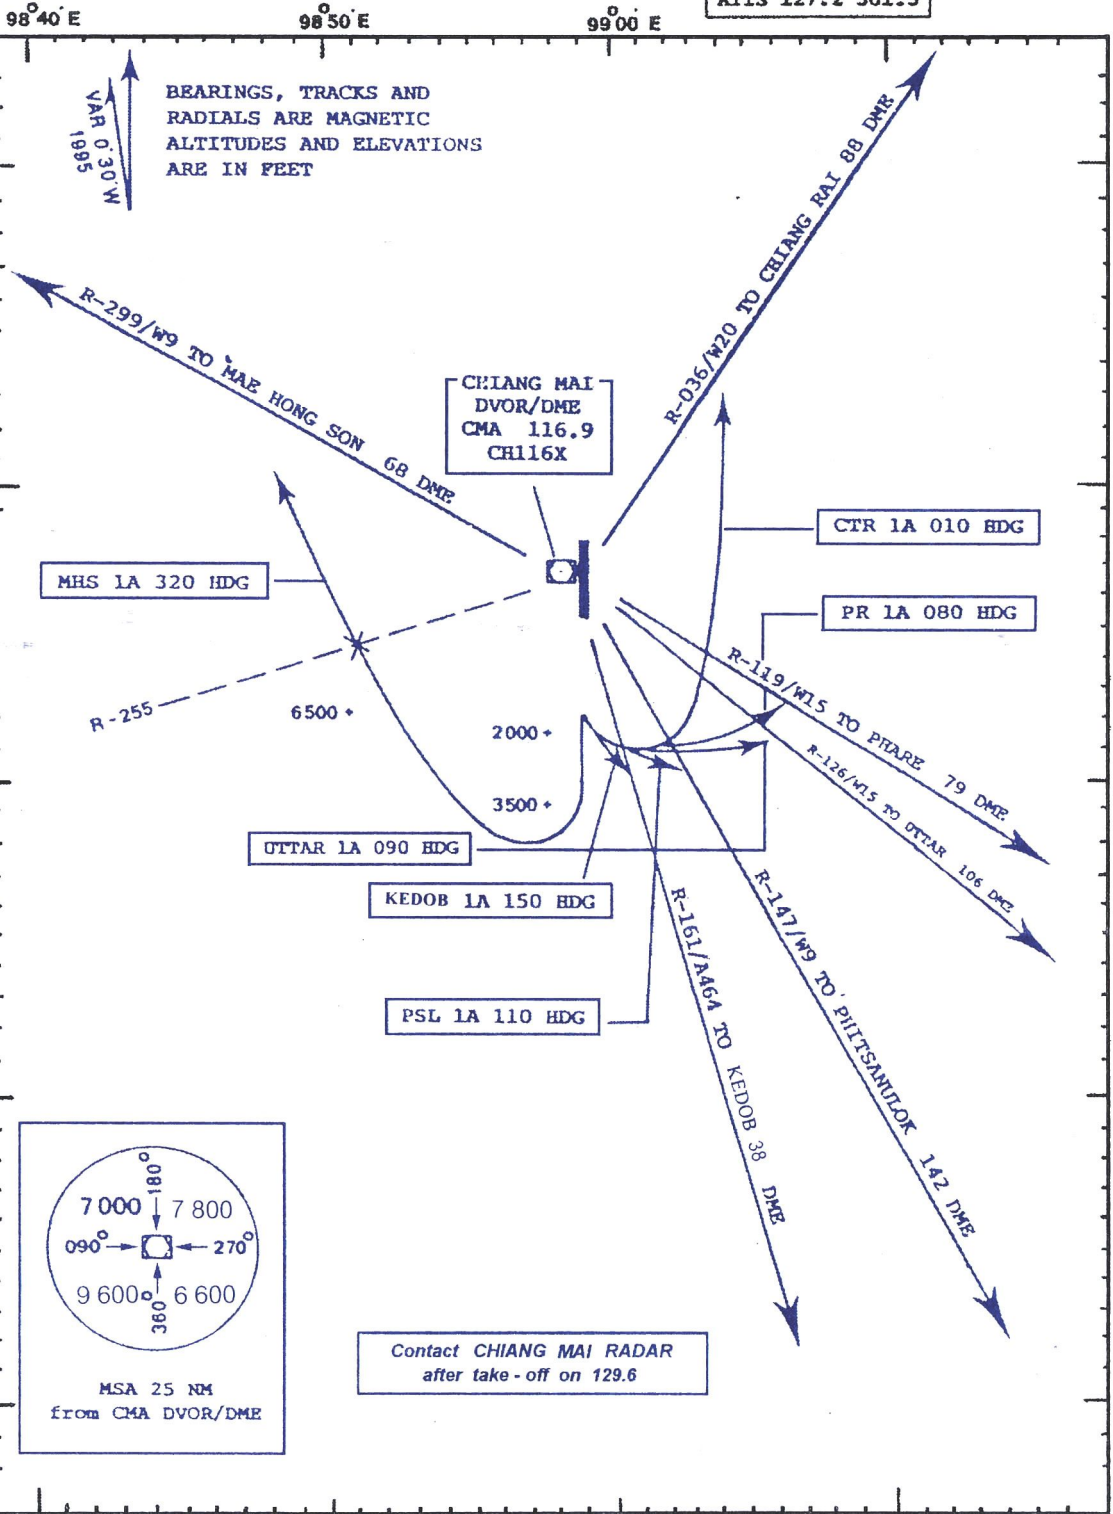 98°40'E
98°50'E
99°00'E
ATIS 127.2 301.5
VAR 0°30'W
1995
BEARINGS, TRACKS AND
RADIALS ARE MAGNETIC
ALTITUDES AND ELEVATIONS
ARE IN FEET
R-299/W9 TO MAE HONG SON 68 DME
R-036/W20 TO CHIANG RAI 88 DME
CHIANG MAI
DVOR/DME
CMA 116.9
CH116X
CTR 1A 010 HDG
MHS 1A 320 HDG
PR 1A 080 HDG
R-255
6500+
2000+
3500+
R-119/W15 TO PHARE 79 DME
R-126/W15 TO UTTAR 106 DME
UTTAR 1A 090 HDG
KEDOB 1A 150 HDG
PSL 1A 110 HDG
R-161/A464 TO KEDOB 38 DME
R-147/W9 TO PHITSANULOK 142 DME
180°
7 000
7 800
090°
270°
9 600
6 600
360°
MSA 25 NM
from CMA DVOR/DME
Contact CHIANG MAI RADAR
after take - off on 129.6